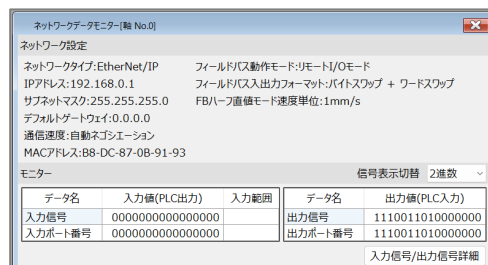 ネットワークデータモニター[軸 No.0]
ネットワーク設定
ネットワークタイプ:EtherNet/IP フィールドバス動作モード:リモートI/Oモード
IPアドレス:192.168.0.1 フィールドバス入出力フォーマット:バイトスワップ + ワードスワップ
サブネットマスク:255.255.255.0 FBハーフ直値モード速度単位:1mm/s
デフォルトゲートウェイ:0.0.0.0
通信速度:自動ネゴシエーション
MACアドレス:B8-DC-87-0B-91-93
モニター 信号表示切替 2進数
データ名 入力値(PLC出力) 入力範囲 データ名 出力値(PLC入力)
入力信号 0000000000000000 出力信号 1110011010000000
入力ポート番号 0000000000000000 出力ポート番号 1110011010000000
入力信号/出力信号詳細